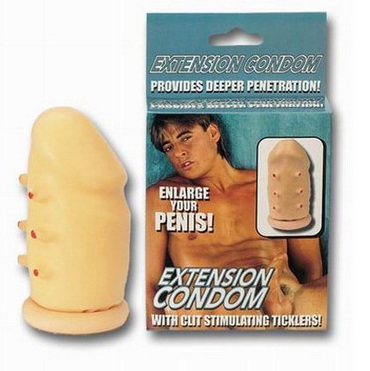 EXTENSION CONDOM
PROVIDES DEEPER PENETRATION!
ENLARGE
YOUR
PENIS!
EXTENSION
CONDOM
WITH CLIT STIMULATING TICKLERS!